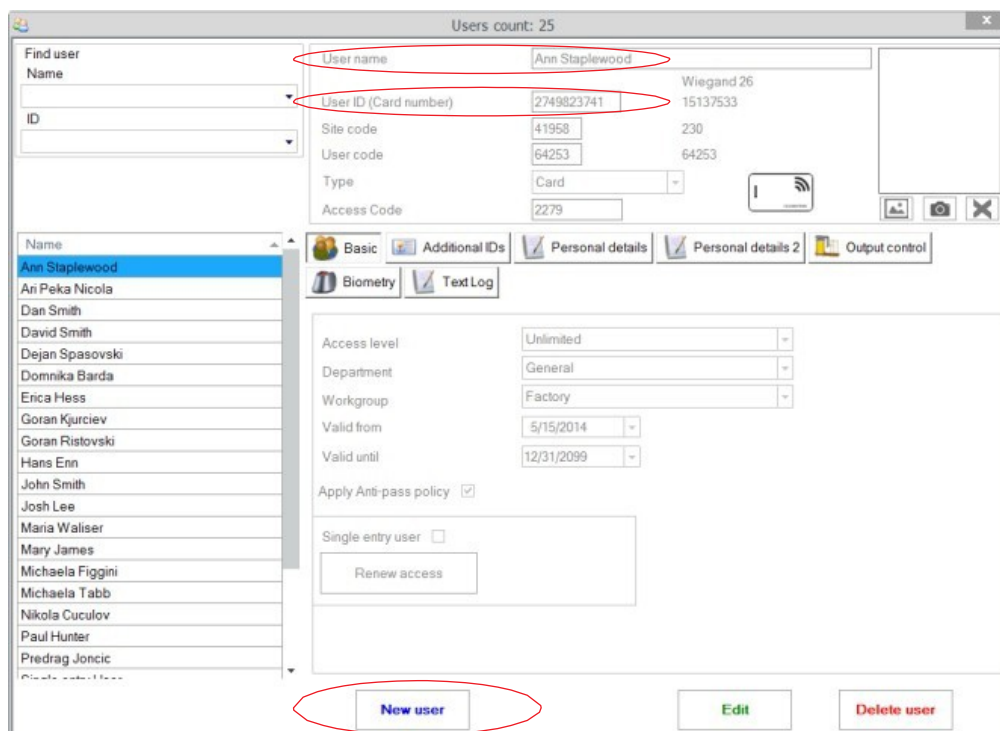 Users count: 25
x
Find user
Name
ID
User name Ann Staplewood
Wiegand 26
User ID (Card number) 2749823741 15137533
Site code 41958 230
User code 64253 64253
Type Card
Access Code 2279
Name
Ann Staplewood
Ari Peka Nicola
Dan Smith
David Smith
Dejan Spasovski
Domnika Barda
Erica Hess
Goran Kjurciev
Goran Ristovski
Hans Enn
John Smith
Josh Lee
Maria Waliser
Mary James
Michaela Figgini
Michaela Tabb
Nikola Cuculov
Paul Hunter
Predrag Joncic
Single entry User
Basic Additional IDs Personal details Personal details 2 Output control
Biometry Text Log
Access level Unlimited
Department General
Workgroup Factory
Valid from 5/15/2014
Valid until 12/31/2099
Apply Anti-pass policy
Single entry user
Renew access
New user Edit Delete user